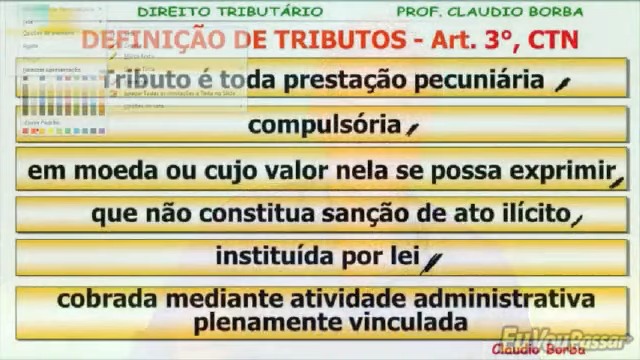 DIREITO TRIBUTÁRIO PROF. CLAUDIO BORBA
DEFINIÇÃO DE TRIBUTOS - Art. 3°, CTN
Tributo é toda prestação pecuniária
compulsória
em moeda ou cujo valor nela se possa exprimir
que não constitua sanção de ato ilícito,
instituída por lei
cobrada mediante atividade administrativa
plenamente vinculada
EuVouPassar
Claudio Borba